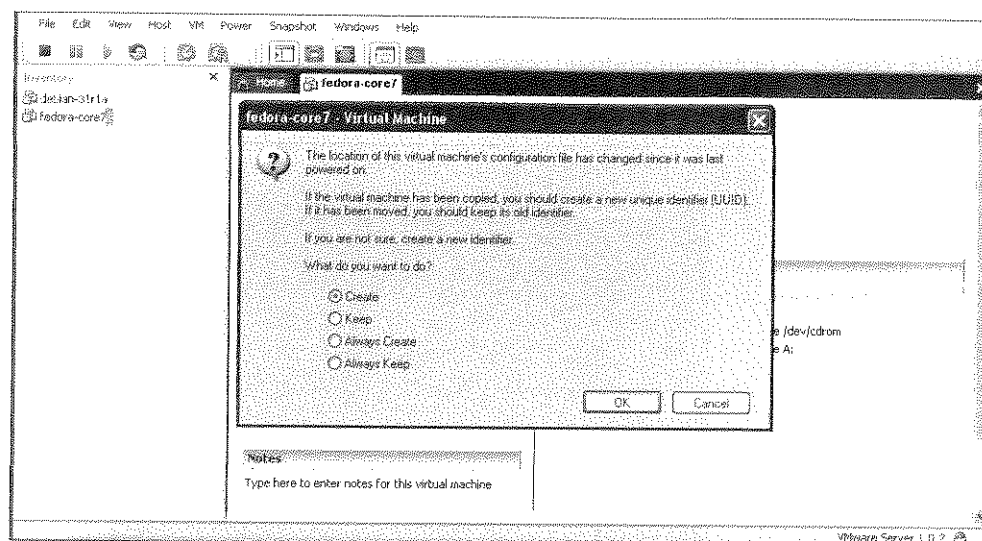 File Edit View Host VM Power Snapshot Windows Help
Inventory
Home fedora-core7
debian-31r1a
fedora-core7
fedora-core7 - Virtual Machine
The location of this virtual machine's configuration file has changed since it was last
powered on.
If the virtual machine has been copied, you should create a new unique identifier (UUID).
If it has been moved, you should keep its old identifier.
If you are not sure, create a new identifier.
What do you want to do?
Create
Keep
Always Create
Always Keep
OK Cancel
e /dev/cdrom
e A:
Notes
Type here to enter notes for this virtual machine
VMware Server 1.0.2